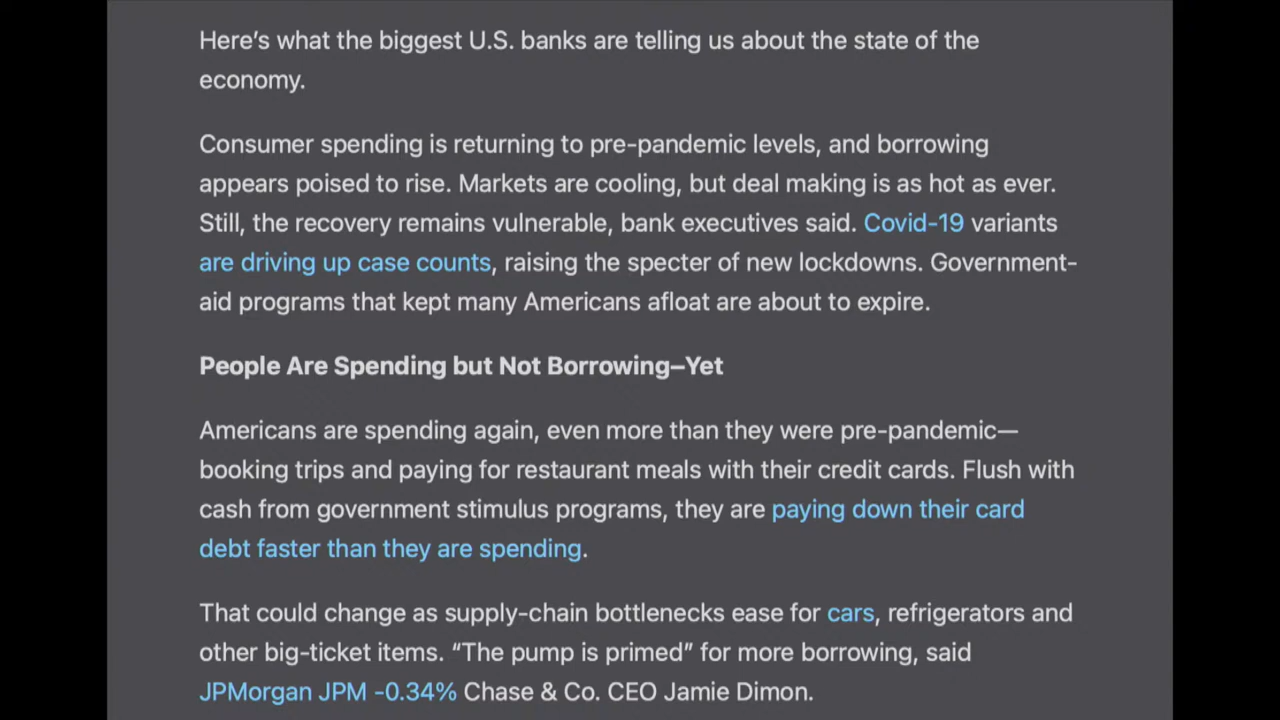 Here’s what the biggest U.S. banks are telling us about the state of the
economy.
Consumer spending is returning to pre-pandemic levels, and borrowing
appears poised to rise. Markets are cooling, but deal making is as hot as ever.
Still, the recovery remains vulnerable, bank executives said. Covid-19 variants
are driving up case counts, raising the specter of new lockdowns. Government-
aid programs that kept many Americans afloat are about to expire.
People Are Spending but Not Borrowing—Yet
Americans are spending again, even more than they were pre-pandemic—
booking trips and paying for restaurant meals with their credit cards. Flush with
cash from government stimulus programs, they are paying down their card
debt faster than they are spending.
That could change as supply-chain bottlenecks ease for cars, refrigerators and
other big-ticket items. “The pump is primed” for more borrowing, said
JPMorgan JPM -0.34% Chase & Co. CEO Jamie Dimon.